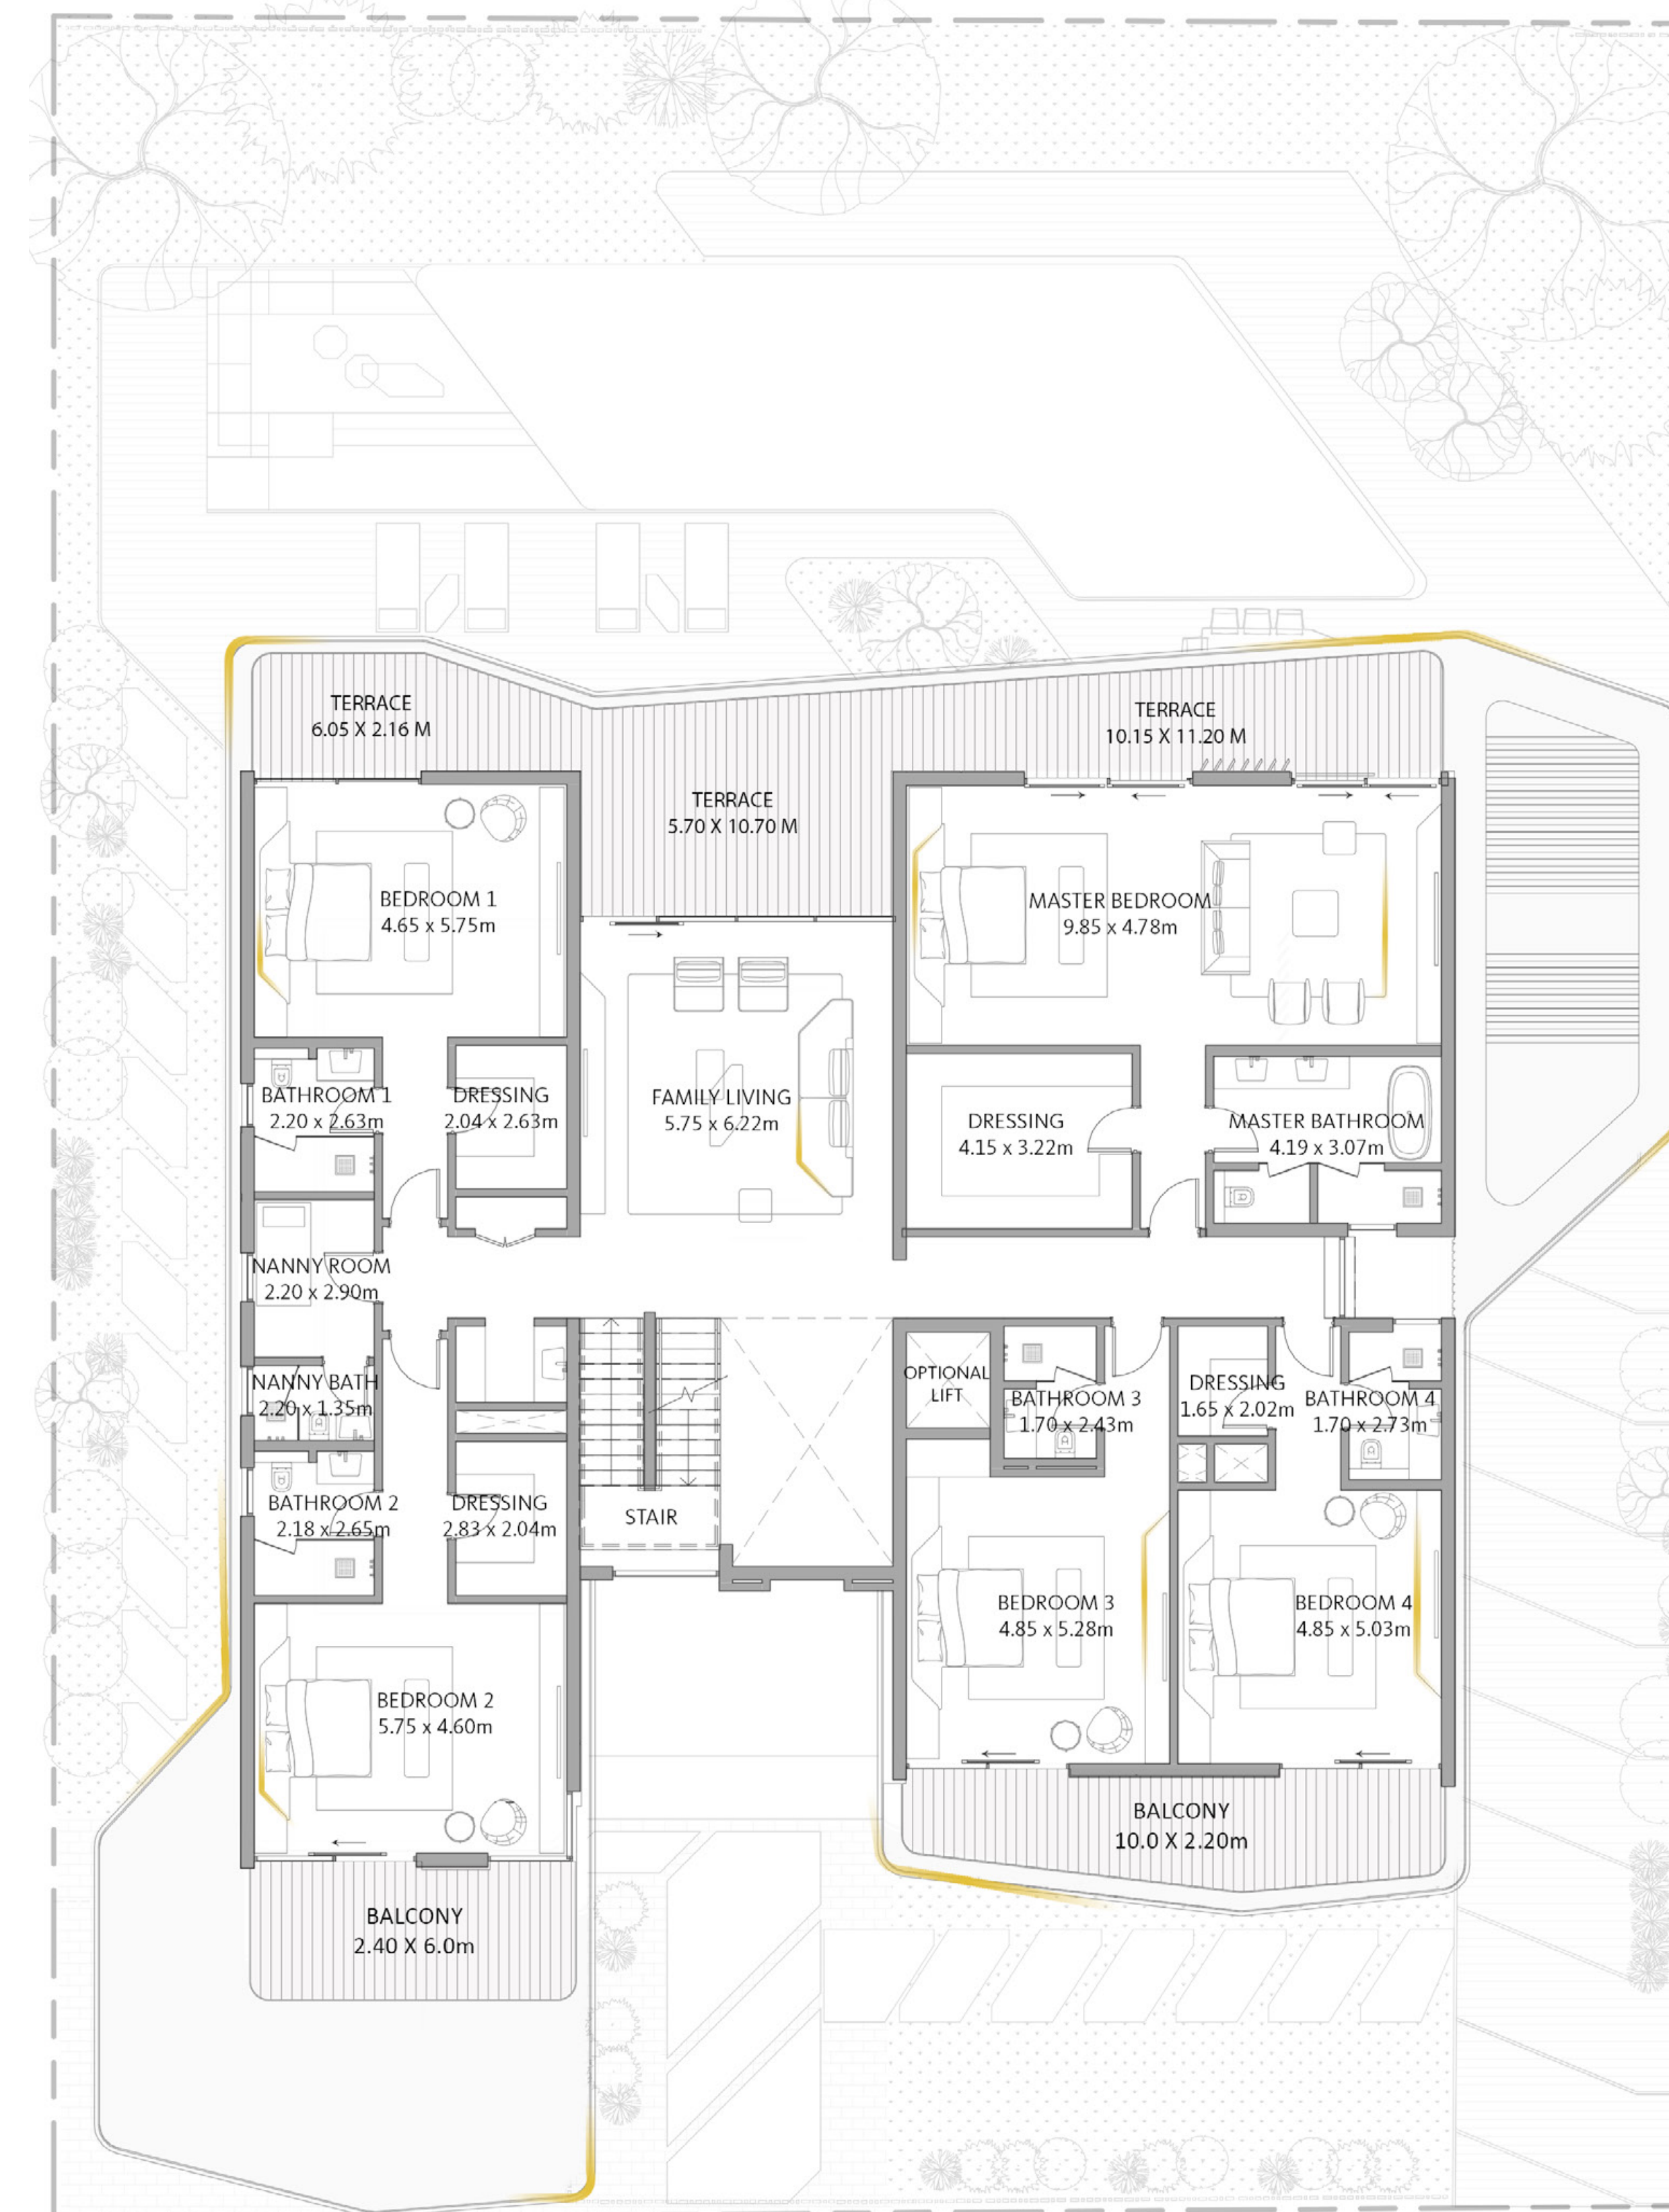 TERRACE
6.05 X 2.16 M
TERRACE
10.15 X 11.20 M
TERRACE
5.70 X 10.70 M
BEDROOM 1
4.65 x 5.75m
MASTER BEDROOM
9.85 x 4.78m
BATHROOM 1
2.20 x 2.63m
DRESSING
2.04 x 2.63m
FAMILY LIVING
5.75 x 6.22m
DRESSING
4.15 x 3.22m
MASTER BATHROOM
4.19 x 3.07m
NANNY ROOM
2.20 x 2.90m
NANNY BATH
2.20 x 1.35m
OPTIONAL
LIFT
BATHROOM 3
1.70 x 2.43m
DRESSING
1.65 x 2.02m
BATHROOM 4
1.70 x 2.73m
BATHROOM 2
2.18 x 2.65m
DRESSING
2.83 x 2.04m
STAIR
BEDROOM 3
4.85 x 5.28m
BEDROOM 4
4.85 x 5.03m
BEDROOM 2
5.75 x 4.60m
BALCONY
10.0 X 2.20m
BALCONY
2.40 X 6.0m